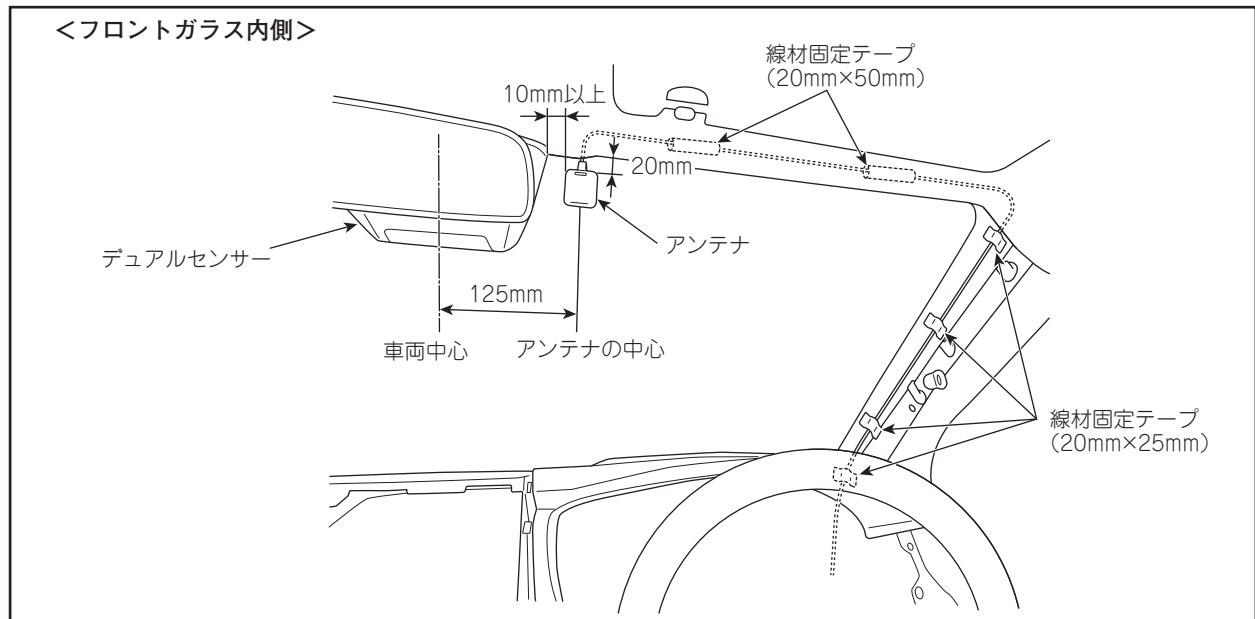 ＜フロントガラス内側＞
線材固定テープ
（20mm×50mm）
10mm以上
20mm
アンテナ
デュアルセンサー
125mm
車両中心
アンテナの中心
線材固定テープ
（20mm×25mm）